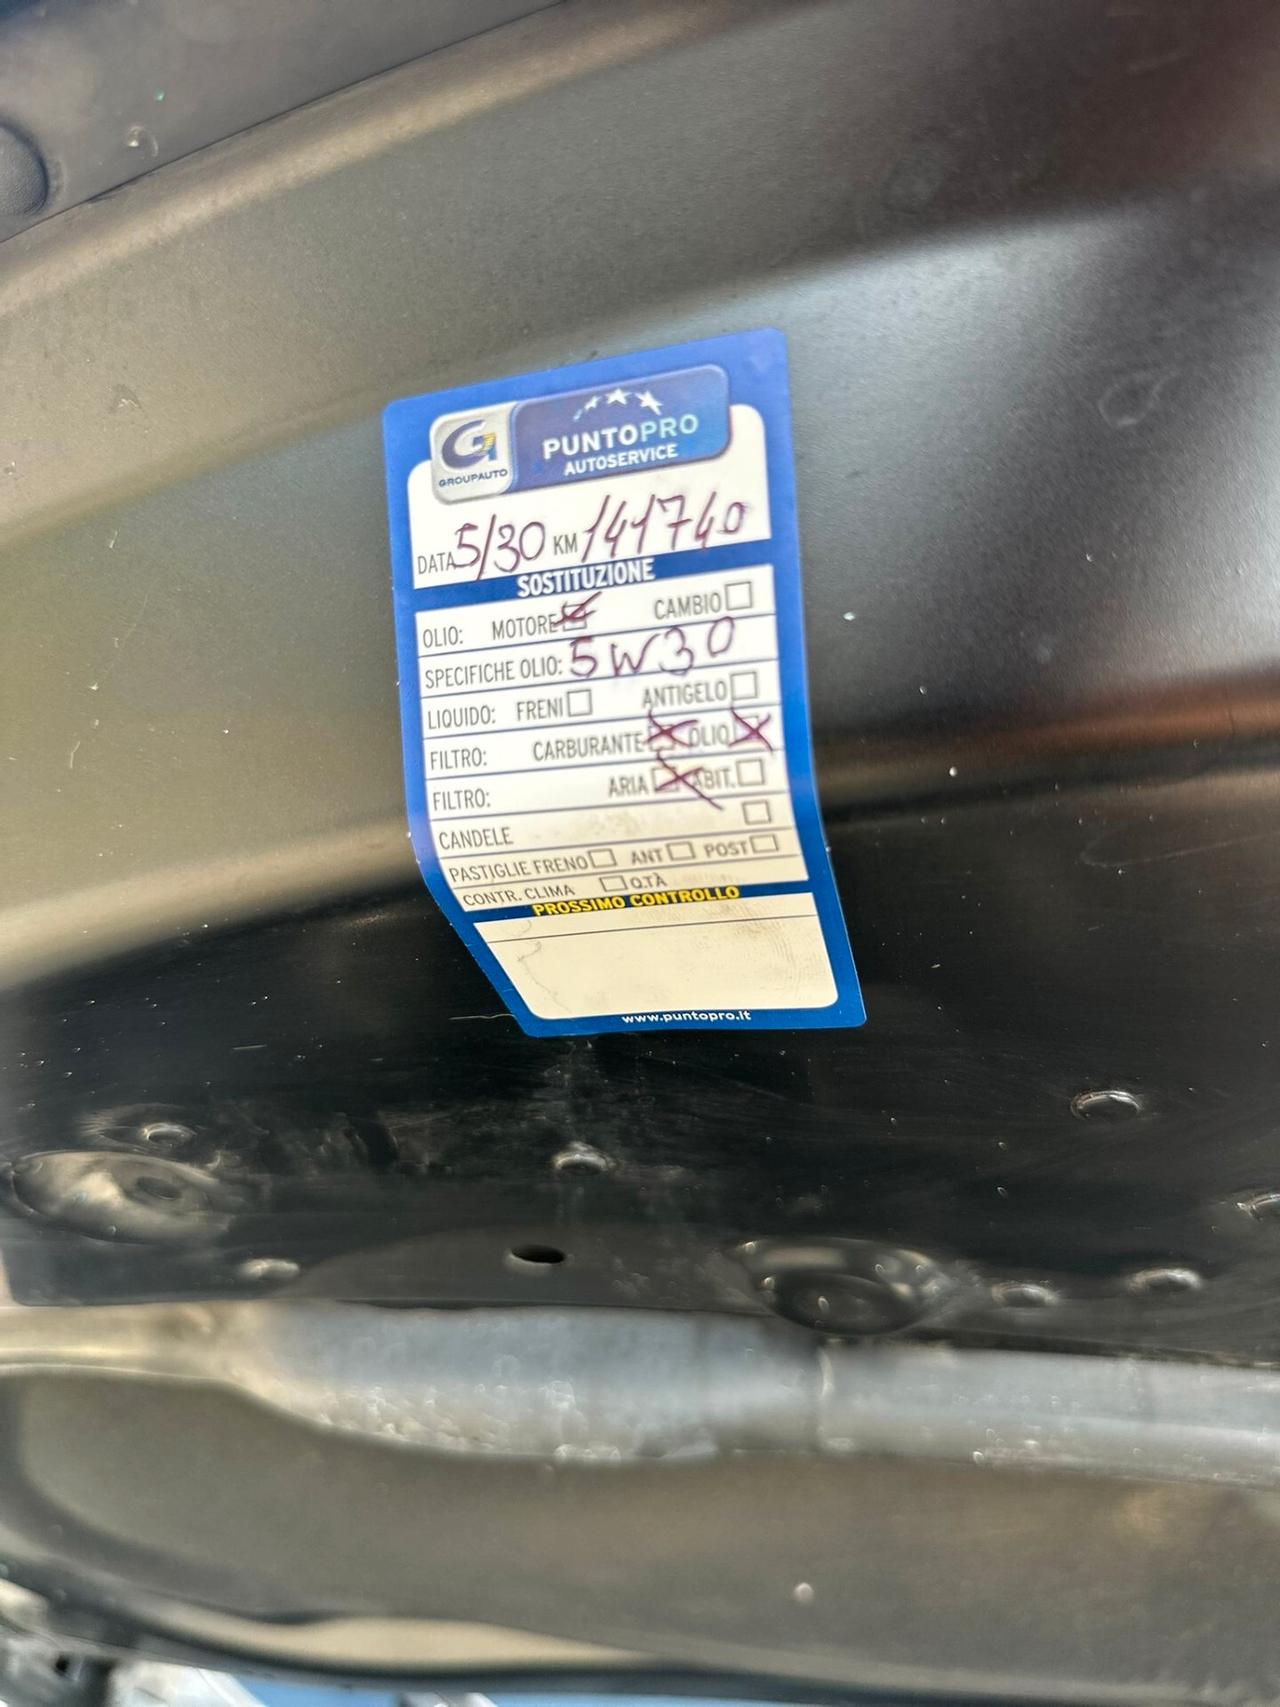 GROUPAUTO
PUNTOPRO
AUTOSERVICE
DATA 5/30 KM 141740
SOSTITUZIONE
OLIO: MOTORE CAMBIO
SPECIFICHE OLIO: 5W30
LIQUIDO: FRENI ANTIGELO
FILTRO: CARBURANTE OLIO
FILTRO: ARIA ABIT.
CANDELE
PASTIGLIE FRENO ANT POST
CONTR. CLIMA Q.TÀ
PROSSIMO CONTROLLO
www.puntopro.it